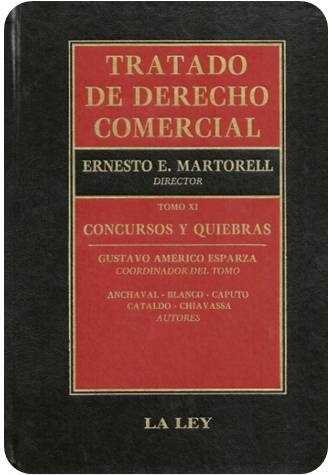 TRATADO
DE DERECHO
COMERCIAL
ERNESTO E. MARTORELL
DIRECTOR
TOMO XI
CONCURSOS Y QUIEBRAS
GUSTAVO AMERICO ESPARZA
COORDINADOR DEL TOMO
ANCHAVAL - BLANCO - CAPUTO
CATALDO - CHIAVASSA
AUTORES
LA LEY